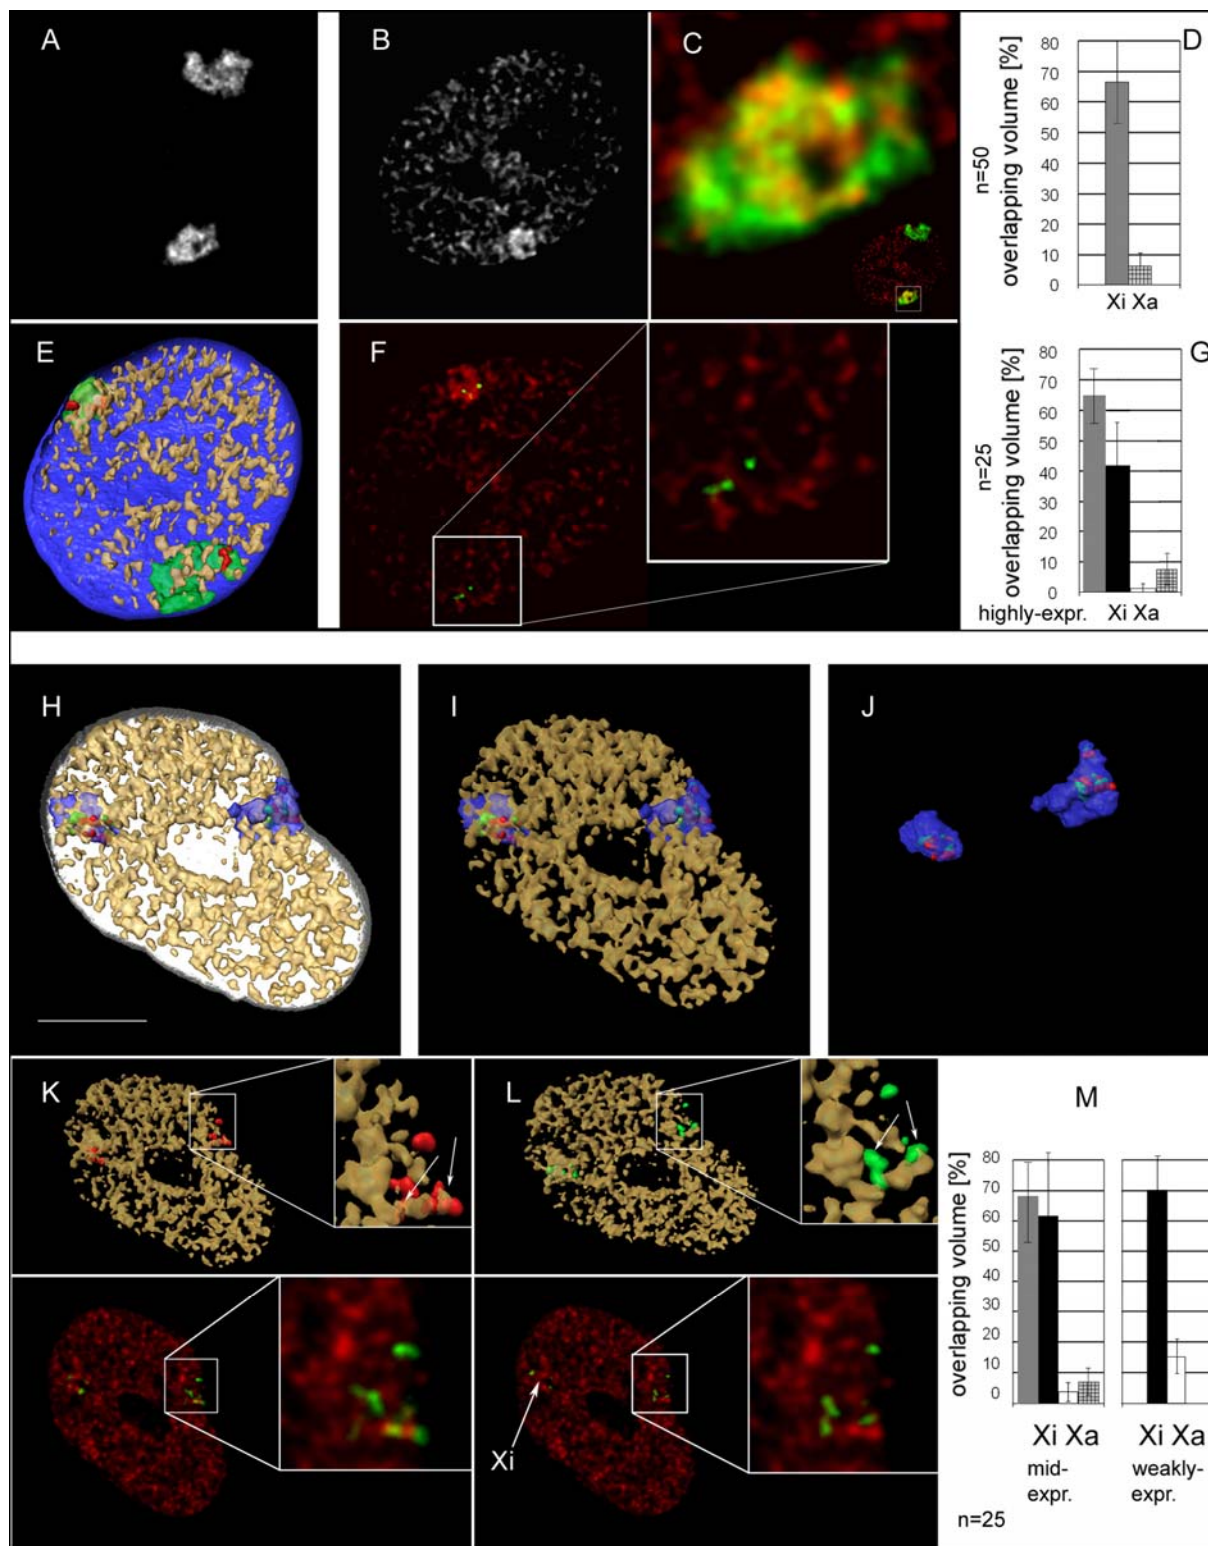 A
B
C
D
overlapping volume [%]
n=50
80
70
60
50
40
30
20
10
0
Xi Xa
E
F
G
overlapping volume [%]
n=25
80
70
60
50
40
30
20
10
0
highly-expr. Xi Xa
H
I
J
K
L
M
overlapping volume [%]
80
70
60
50
40
30
20
10
0
Xi
Xi Xa Xi Xa
mid- weakly-
expr. expr.
n=25